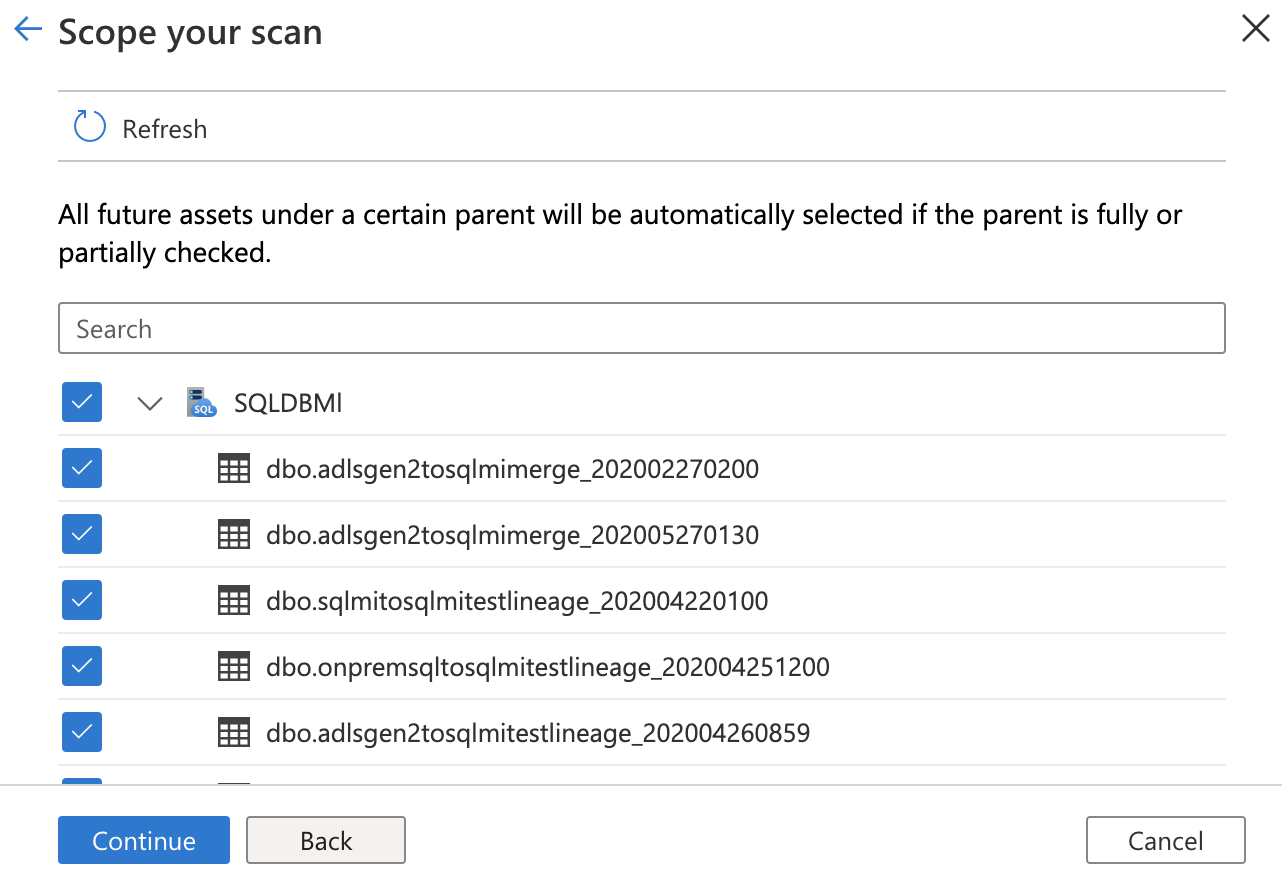 Scope your scan
Refresh
All future assets under a certain parent will be automatically selected if the parent is fully or
partially checked.
Search
SQL SQLDBMl
dbo.adlsgen2tosqlmimerge_202002270200
dbo.adlsgen2tosqlmimerge_202005270130
dbo.sqlmitosqlmitestlineage_202004220100
dbo.onpremsqltosqlmitestlineage_202004251200
dbo.adlsgen2tosqlmitestlineage_202004260859
Continue Back Cancel